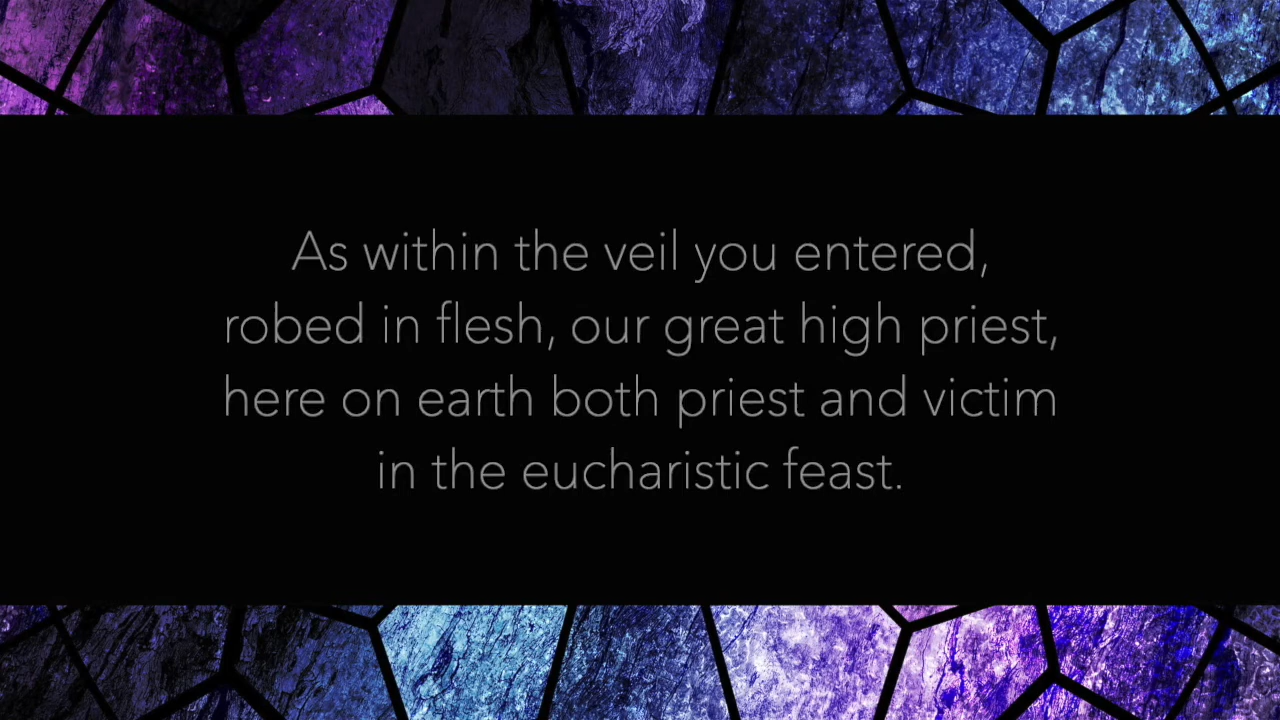 As within the veil you entered,
robed in flesh, our great high priest,
here on earth both priest and victim
in the eucharistic feast.